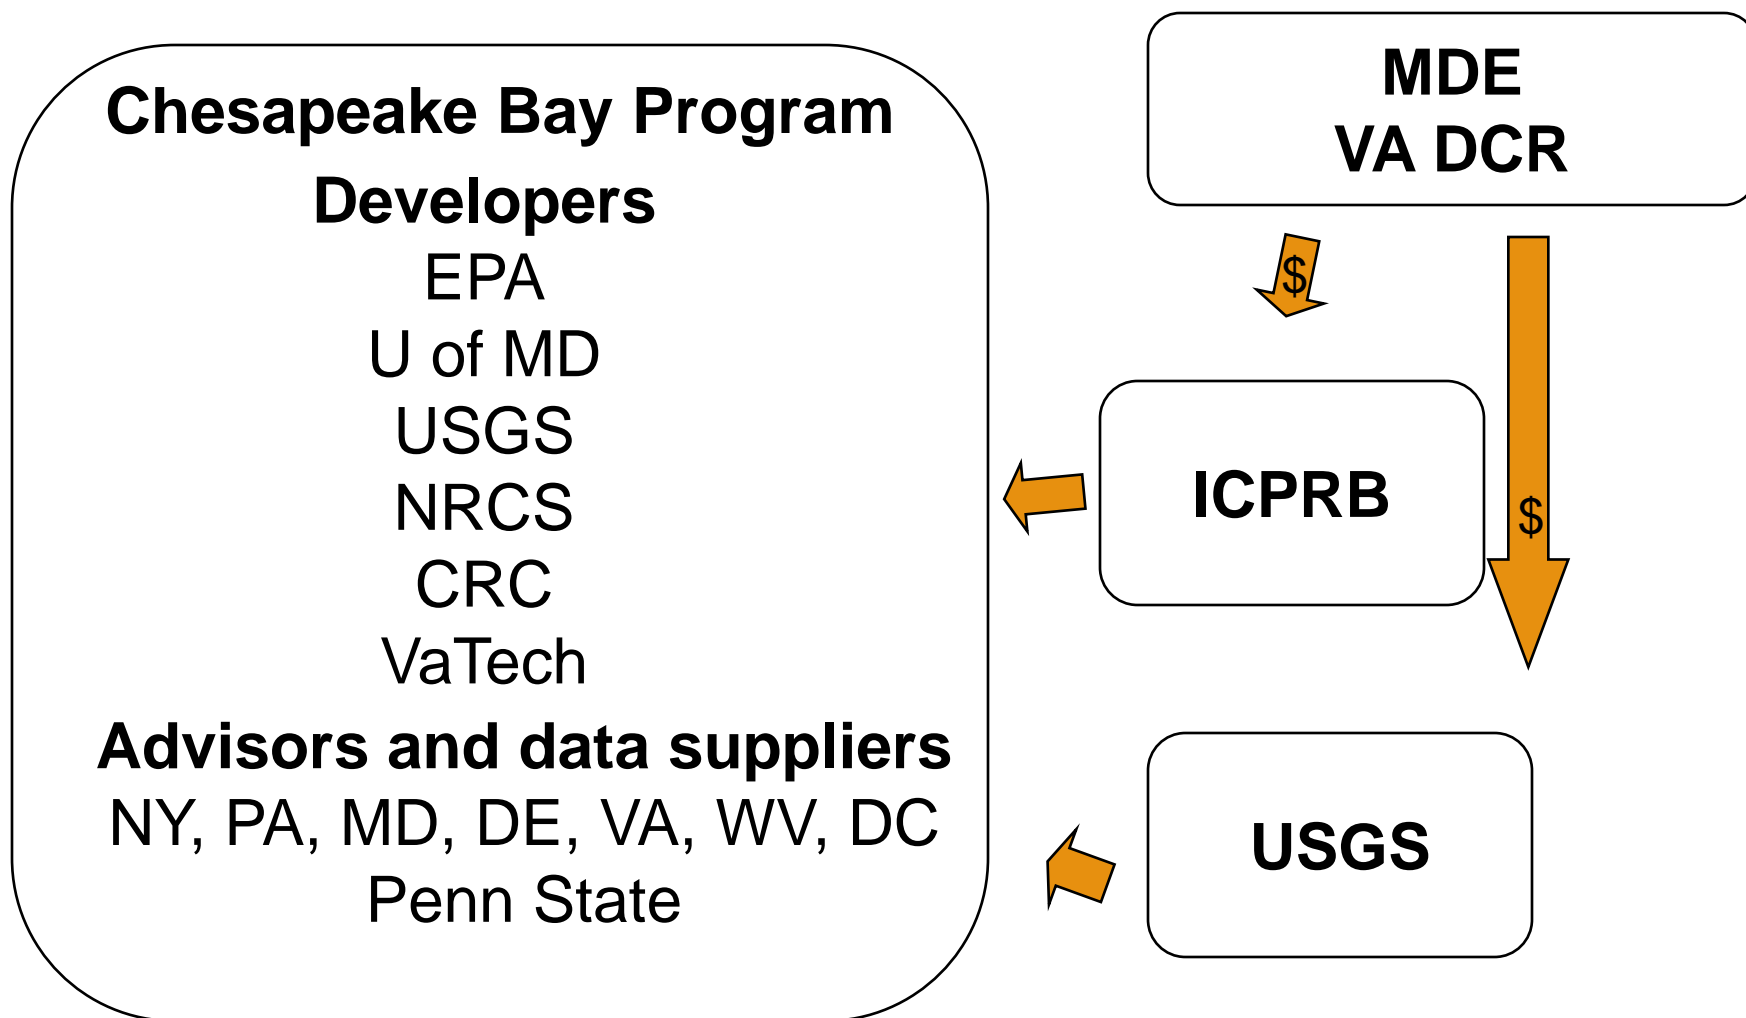 Chesapeake Bay Program
Developers
EPA
U of MD
USGS
NRCS
CRC
VaTech
Advisors and data suppliers
NY, PA, MD, DE, VA, WV, DC
Penn State
MDE
VA DCR
$
ICPRB
$
USGS